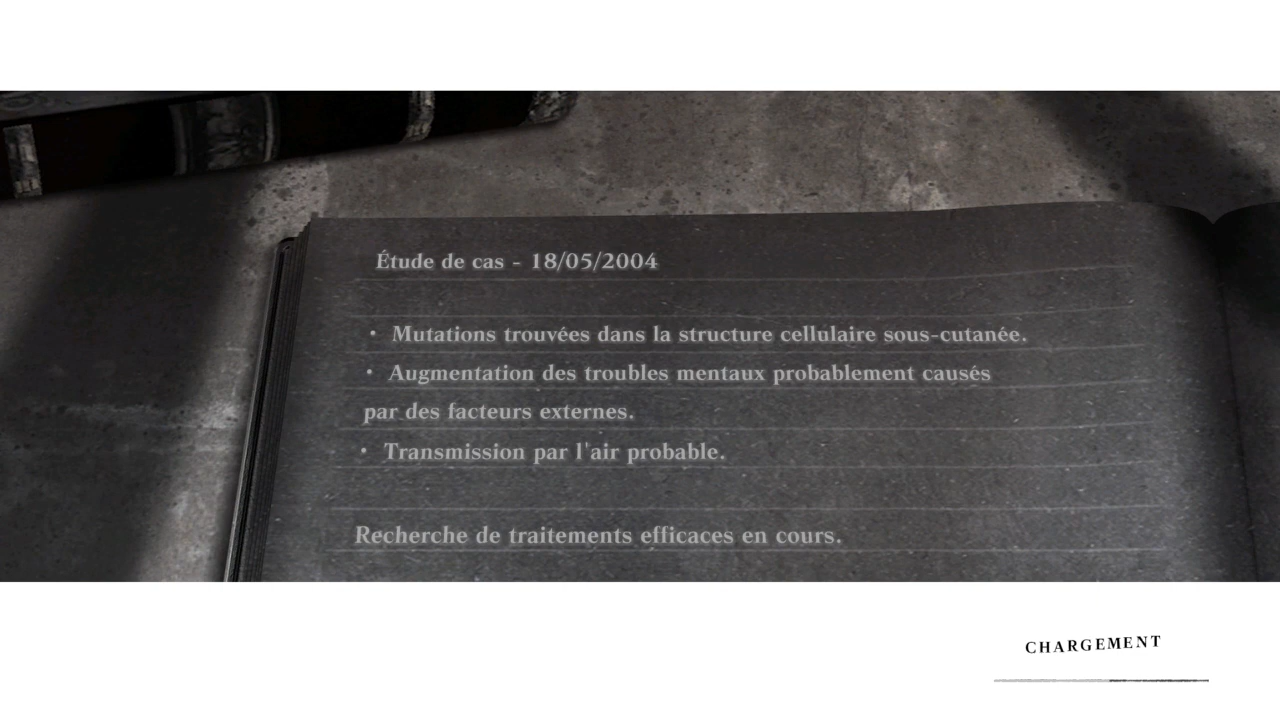 Étude de cas - 18/05/2004
• Mutations trouvées dans la structure cellulaire sous-cutanée.
• Augmentation des troubles mentaux probablement causés
par des facteurs externes.
• Transmission par l'air probable.
Recherche de traitements efficaces en cours.
CHARGEMENT